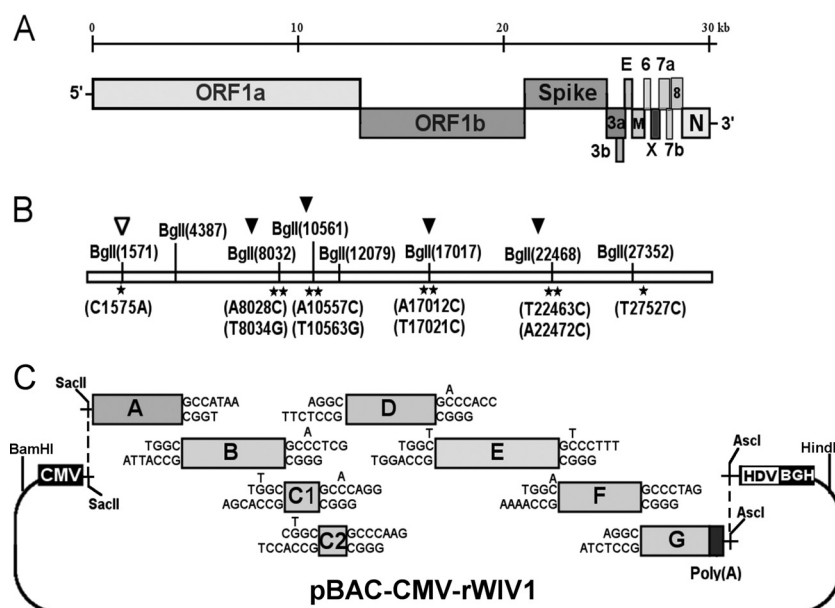 A
0 10 20 30 kb
E 6 7a
5' ORF1a Spike 8
ORF1b 3a M N 3'
3b X 7b
B
BglI(10561)
BglI(4387)
BglI(1571) BglI(8032) BglI(12079) BglI(17017) BglI(22468) BglI(27352)
(C1575A) (A8028C) (A10557C) (A17012C) (T22463C) (T27527C)
(T8034G) (T10563G) (T17021C) (A22472C)
C
SacII A GCCATAA CGGT
AGGC TTCTCCG D A GCCCACC CGGG
BamHI CMV SacII
TGGC ATTACCG B A GCCCTCG CGGG
T TGGC TGGACCG E T GCCCTTT CGGG
AscI HindI
HDV BGH
T TGGC AGCACCG C1 A GCCCAGG CGGG
A TGGC AAAACCG F GCCCTAG CGGG
T CGGC TCCACCG C2 GCCCAAG CGGG
AGGC ATCTCCG G AscI
Poly(A)
pBAC-CMV-rWIV1